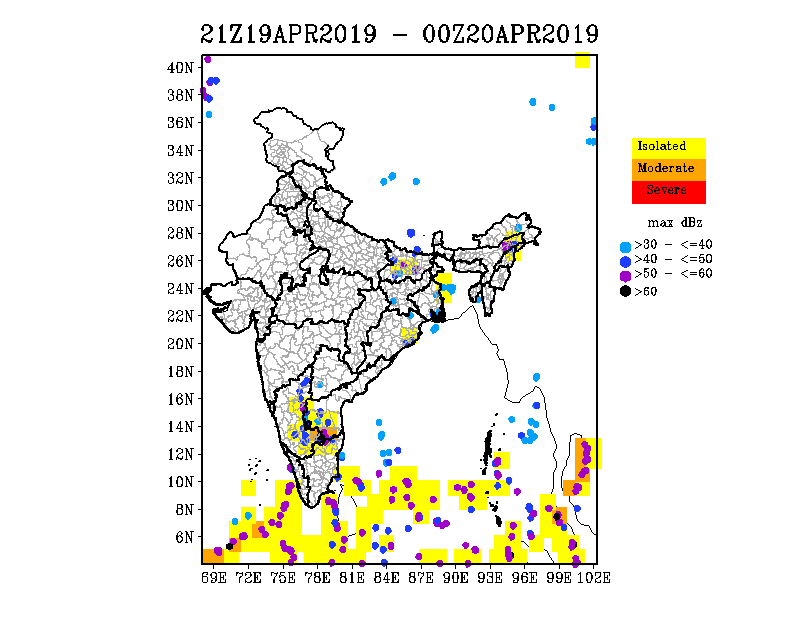 21Z19APR2019 - 00Z20APR2019
40N
38N
36N
34N
32N
30N
28N
26N
24N
22N
20N
18N
16N
14N
12N
10N
8N
6N
69E 72E 75E 78E 81E 84E 87E 90E 93E 96E 99E 102E
Isolated
Moderate
Severe
max dBz
>30 - <=40
>40 - <=50
>50 - <=60
>60